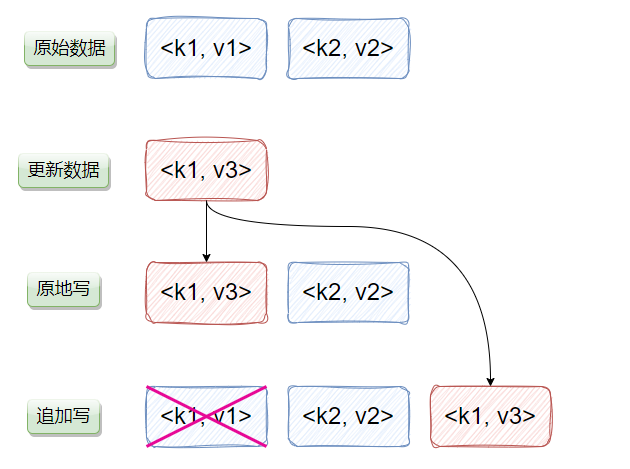 原始数据 <k1, v1> <k2, v2>
更新数据 <k1, v3>
原地写 <k1, v3> <k2, v2>
追加写 <k1, v1> <k2, v2> <k1, v3>